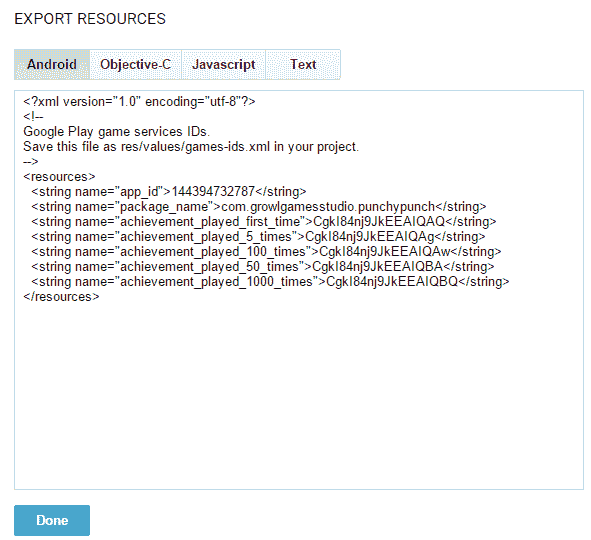 EXPORT RESOURCES
Android Objective-C Javascript Text
<?xml version="1.0" encoding="utf-8"?>
<!--
Google Play game services IDs.
Save this file as res/values/games-ids.xml in your project.
-->
<resources>
<string name="app_id">144394732787</string>
<string name="package_name">com.growlgamesstudio.punchypunch</string>
<string name="achievement_played_first_time">CgkI84nj9JkEEAIQAQ</string>
<string name="achievement_played_5_times">CgkI84nj9JkEEAIQAg</string>
<string name="achievement_played_100_times">CgkI84nj9JkEEAIQAw</string>
<string name="achievement_played_50_times">CgkI84nj9JkEEAIQBA</string>
<string name="achievement_played_1000_times">CgkI84nj9JkEEAIQBQ</string>
</resources>
Done